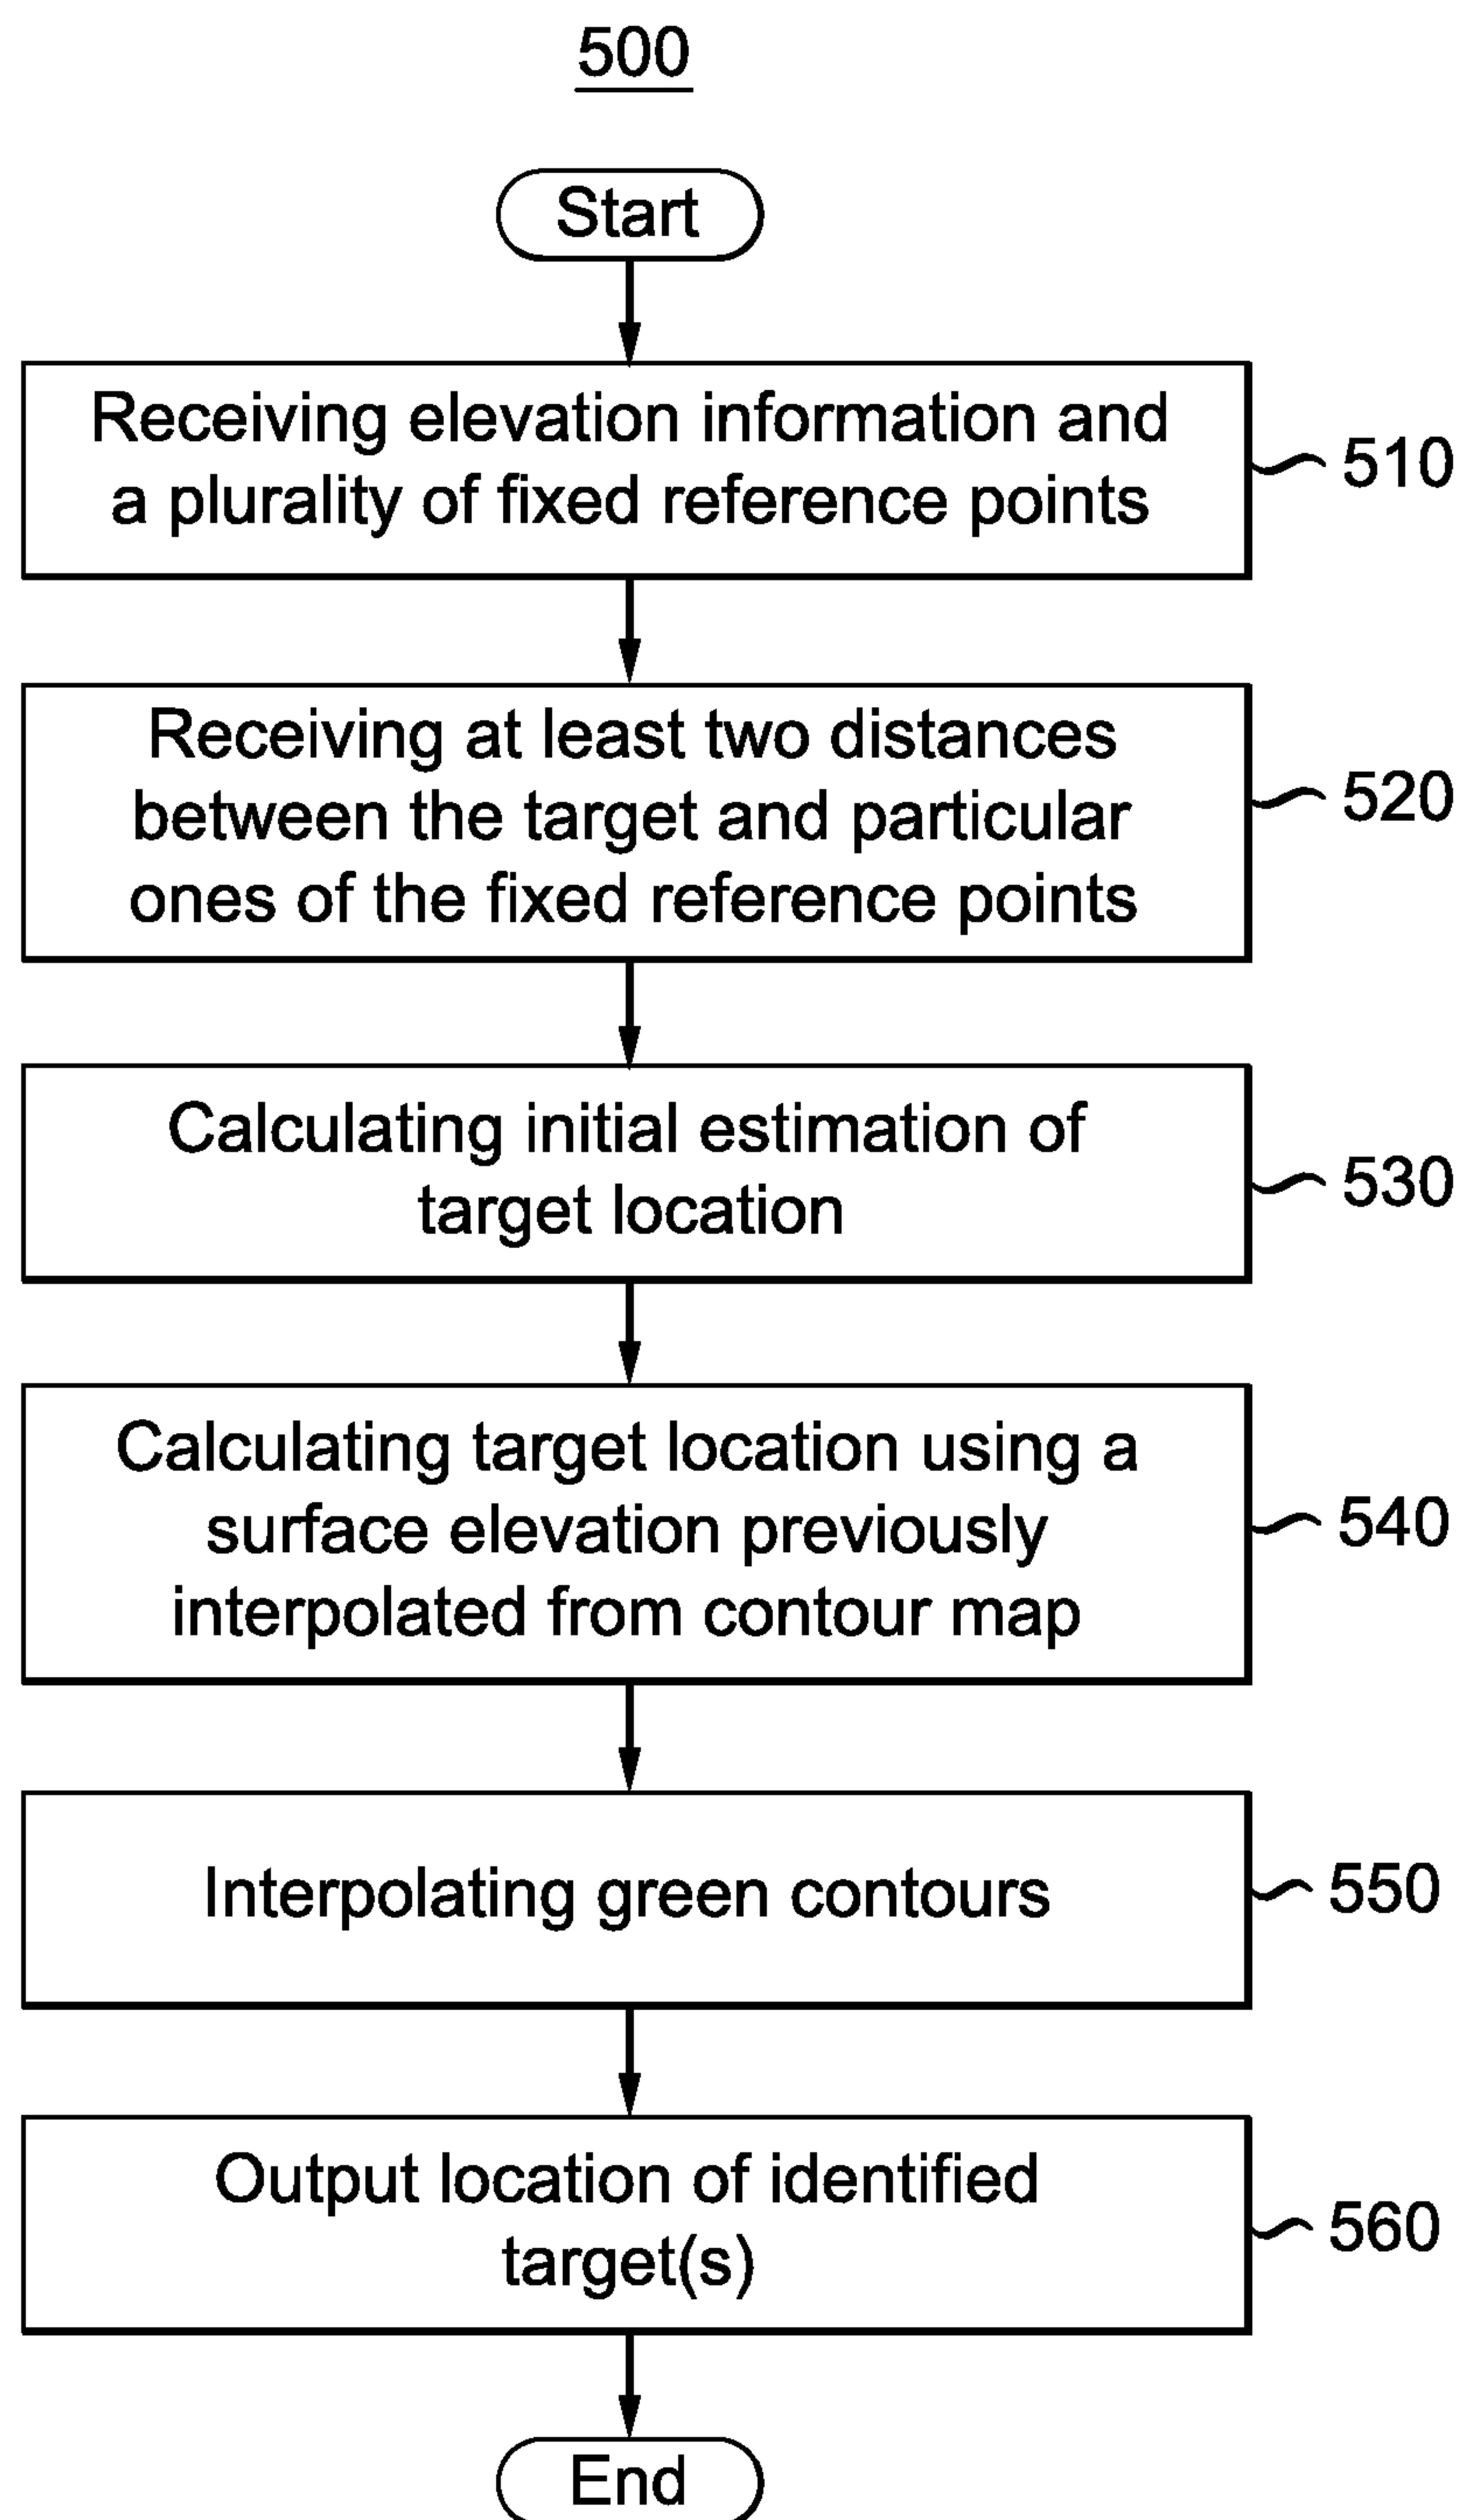 500
Start
Receiving elevation information and
a plurality of fixed reference points
510
Receiving at least two distances
between the target and particular
ones of the fixed reference points
520
Calculating initial estimation of
target location
530
Calculating target location using a
surface elevation previously
interpolated from contour map
540
Interpolating green contours
550
Output location of identified
target(s)
560
End